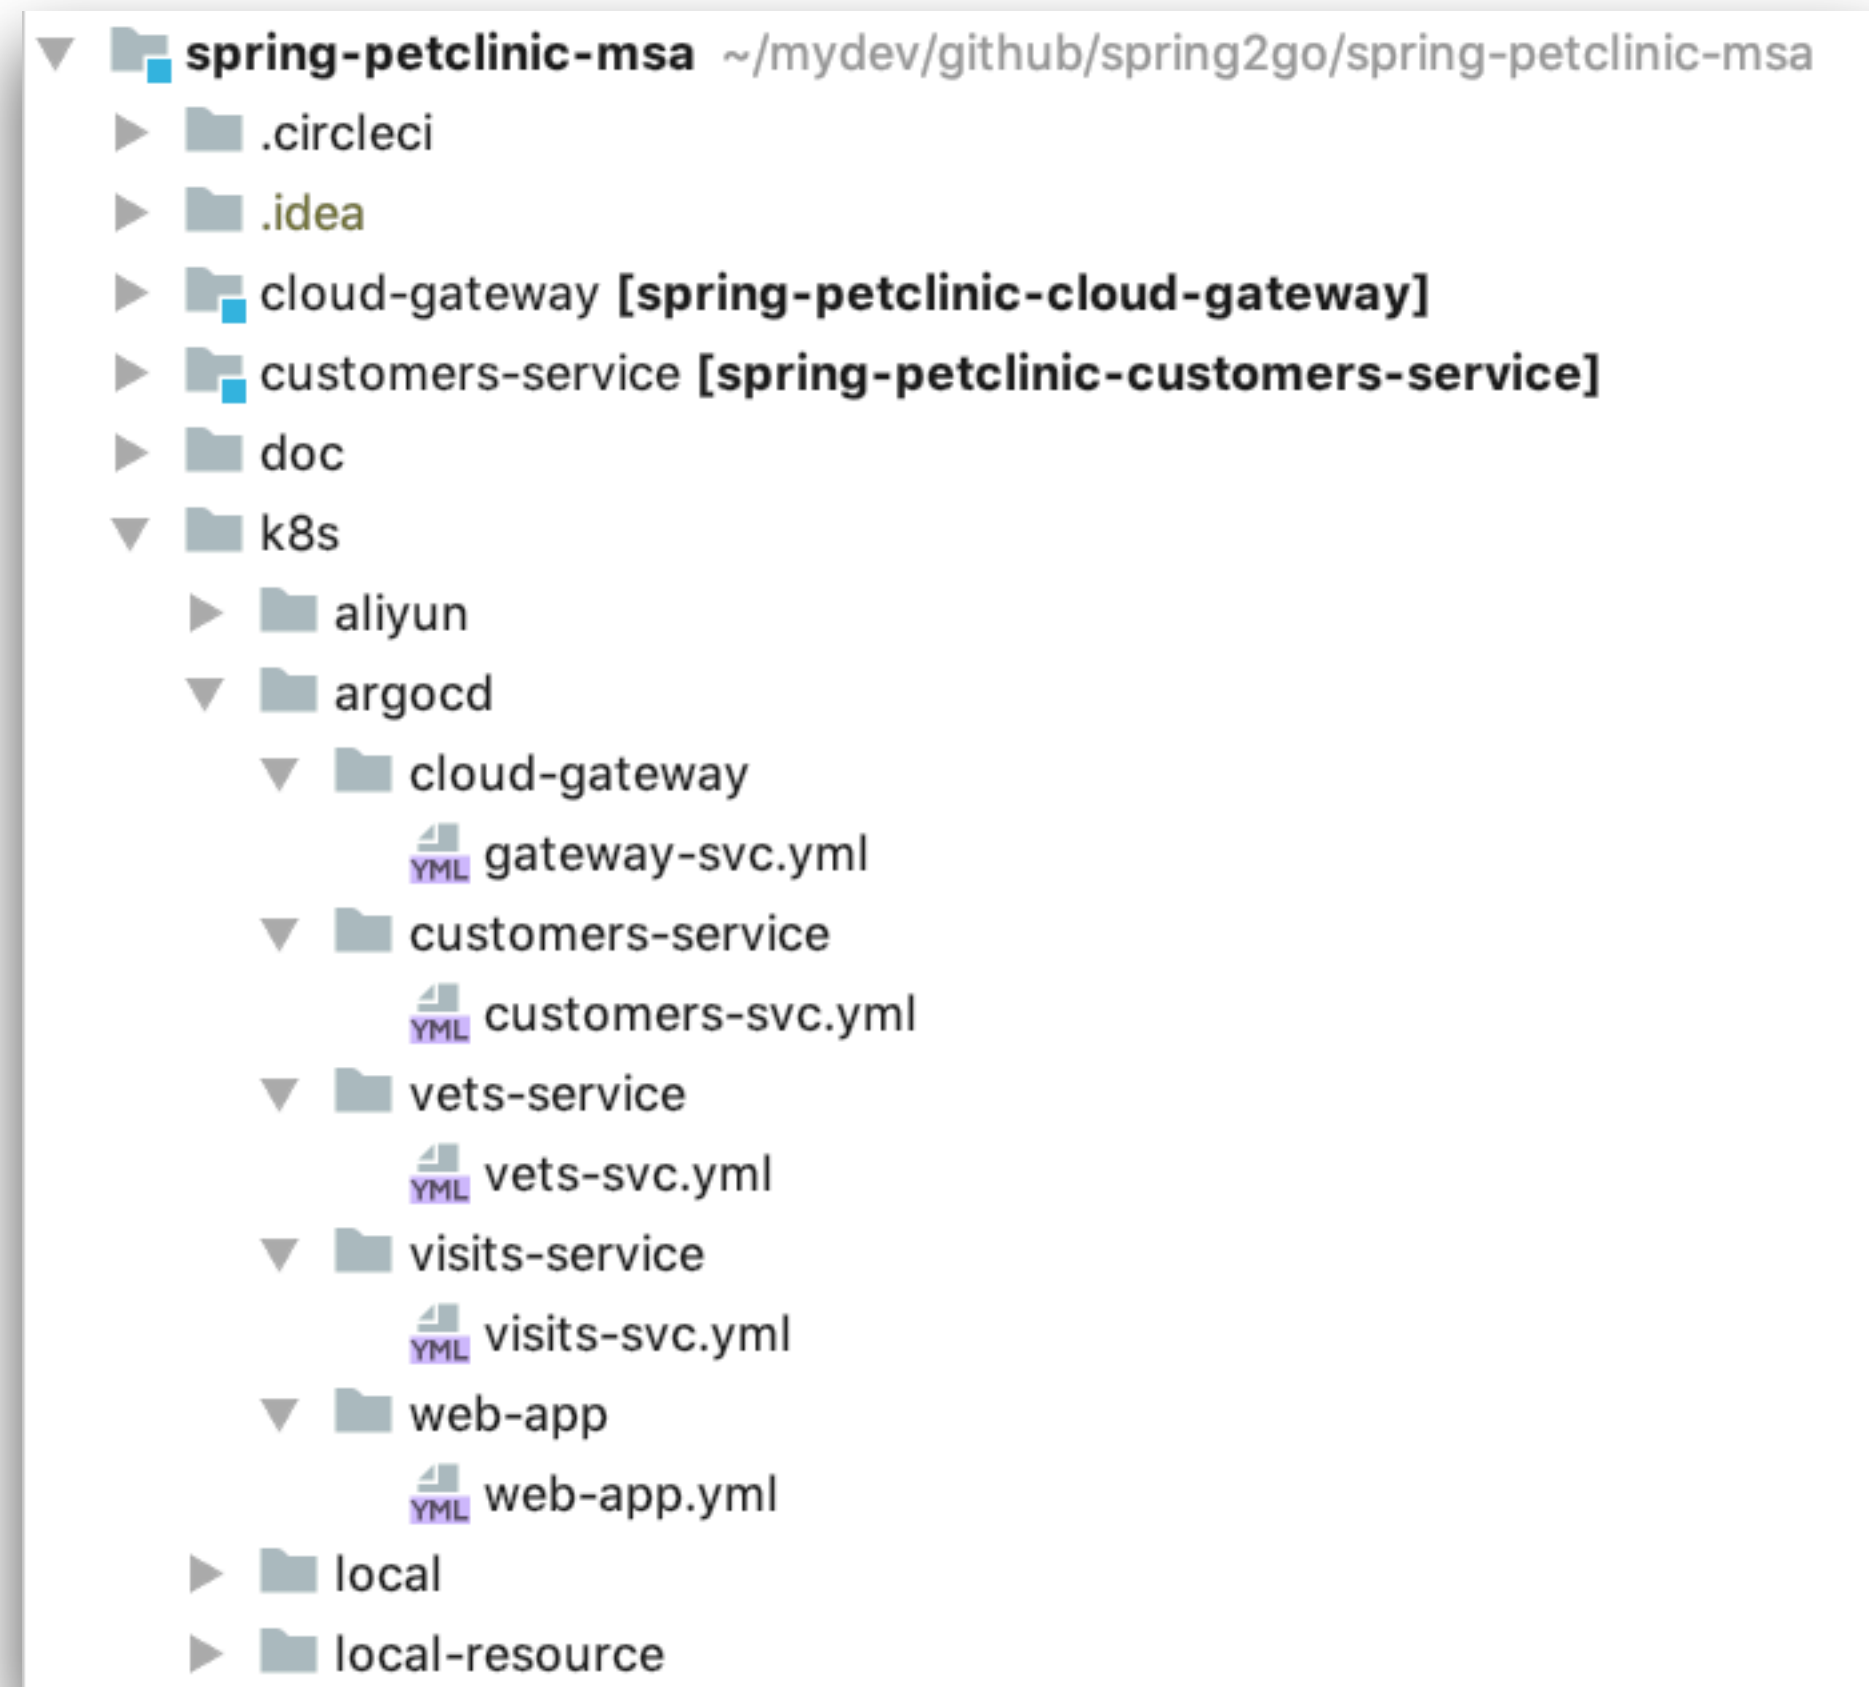 spring-petclinic-msa ~/mydev/github/spring2go/spring-petclinic-msa
.circleci
.idea
cloud-gateway [spring-petclinic-cloud-gateway]
customers-service [spring-petclinic-customers-service]
doc
k8s
aliyun
argocd
cloud-gateway
YML gateway-svc.yml
customers-service
YML customers-svc.yml
vets-service
YML vets-svc.yml
visits-service
YML visits-svc.yml
web-app
YML web-app.yml
local
local-resource